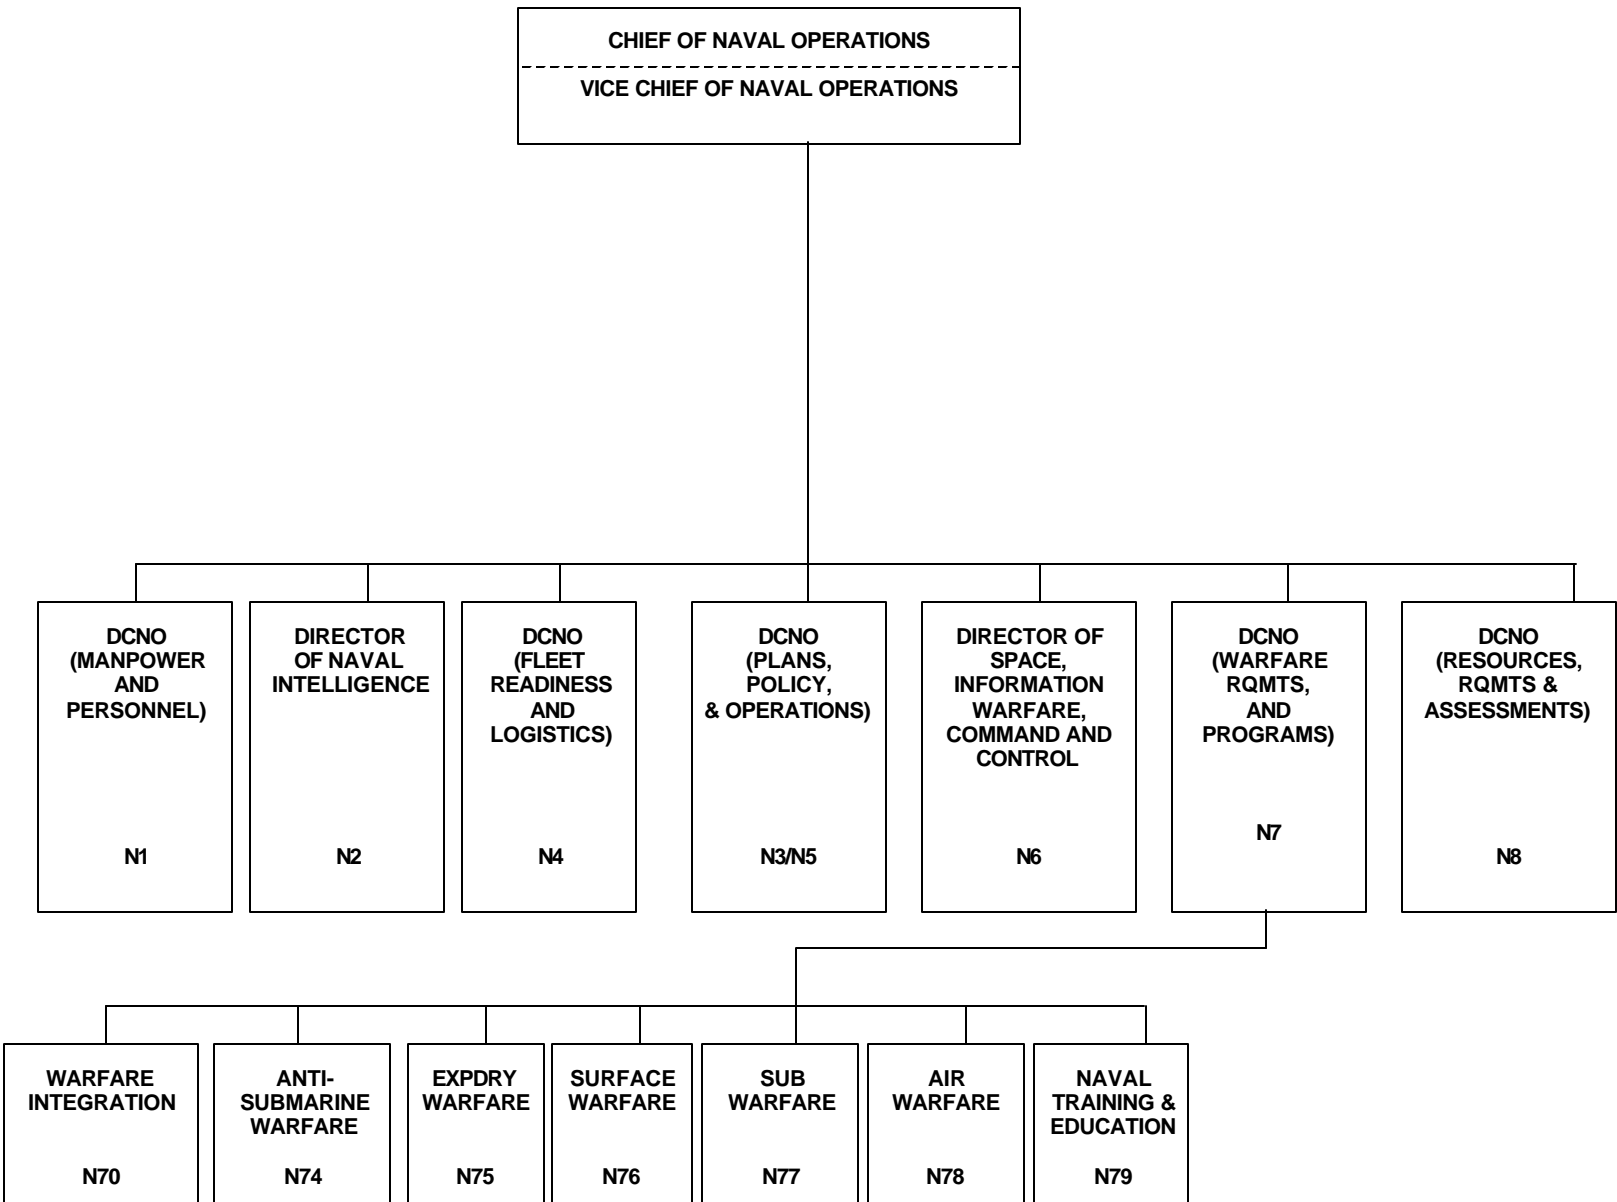 CHIEF OF NAVAL OPERATIONS
VICE CHIEF OF NAVAL OPERATIONS
DCNO
(MANPOWER
AND
PERSONNEL)
N1
DIRECTOR
OF NAVAL
INTELLIGENCE
N2
DCNO
(FLEET
READINESS
AND
LOGISTICS)
N4
DCNO
(PLANS,
POLICY,
& OPERATIONS)
N3/N5
DIRECTOR OF
SPACE,
INFORMATION
WARFARE,
COMMAND AND
CONTROL
N6
DCNO
(WARFARE
RQMTS,
AND
PROGRAMS)
N7
DCNO
(RESOURCES,
RQMTS &
ASSESSMENTS)
N8
WARFARE
INTEGRATION
N70
ANTI-
SUBMARINE
WARFARE
N74
EXPDRY
WARFARE
N75
SURFACE
WARFARE
N76
SUB
WARFARE
N77
AIR
WARFARE
N78
NAVAL
TRAINING &
EDUCATION
N79